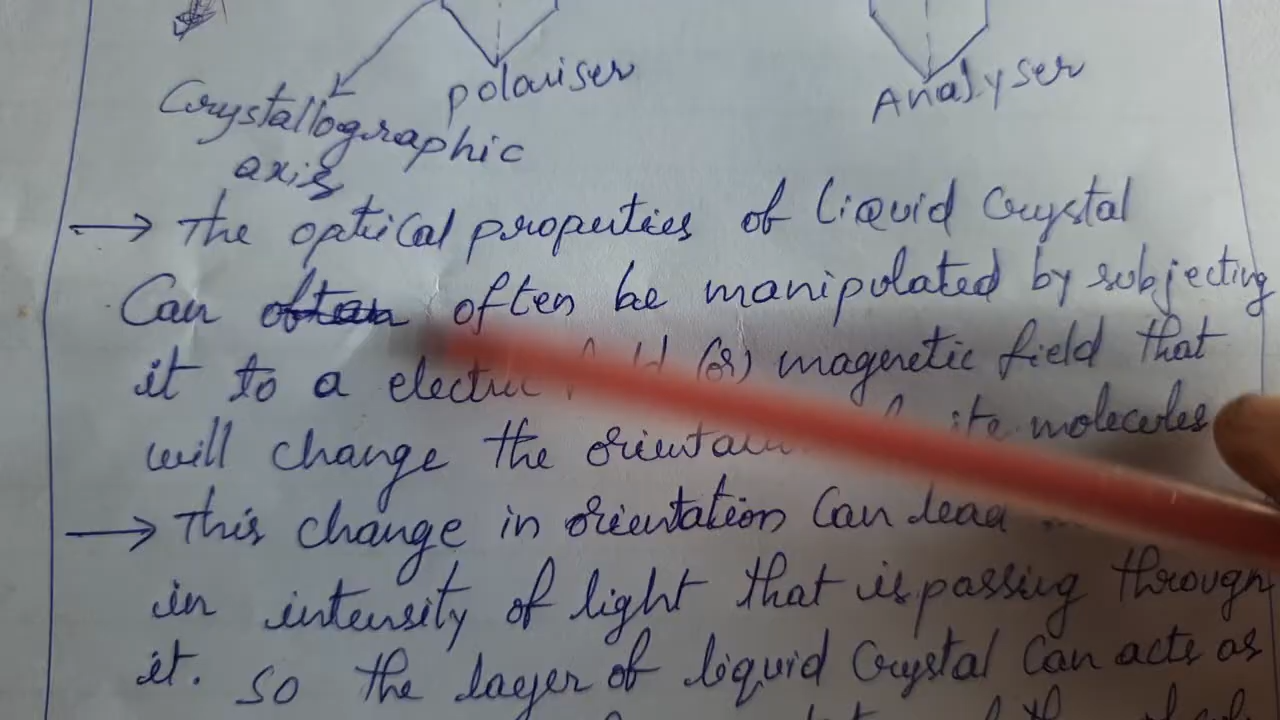 polariser
Analyser
Crystallographic
axis
→ The optical properties of liquid crystal
Can often be manipulated by subjecting
it to a electric (or) magnetic field that
will change the molecules
→ This change in orientation Can lead
in intensity of light that is passing through
it. So the layer of liquid Crystal Can acts as